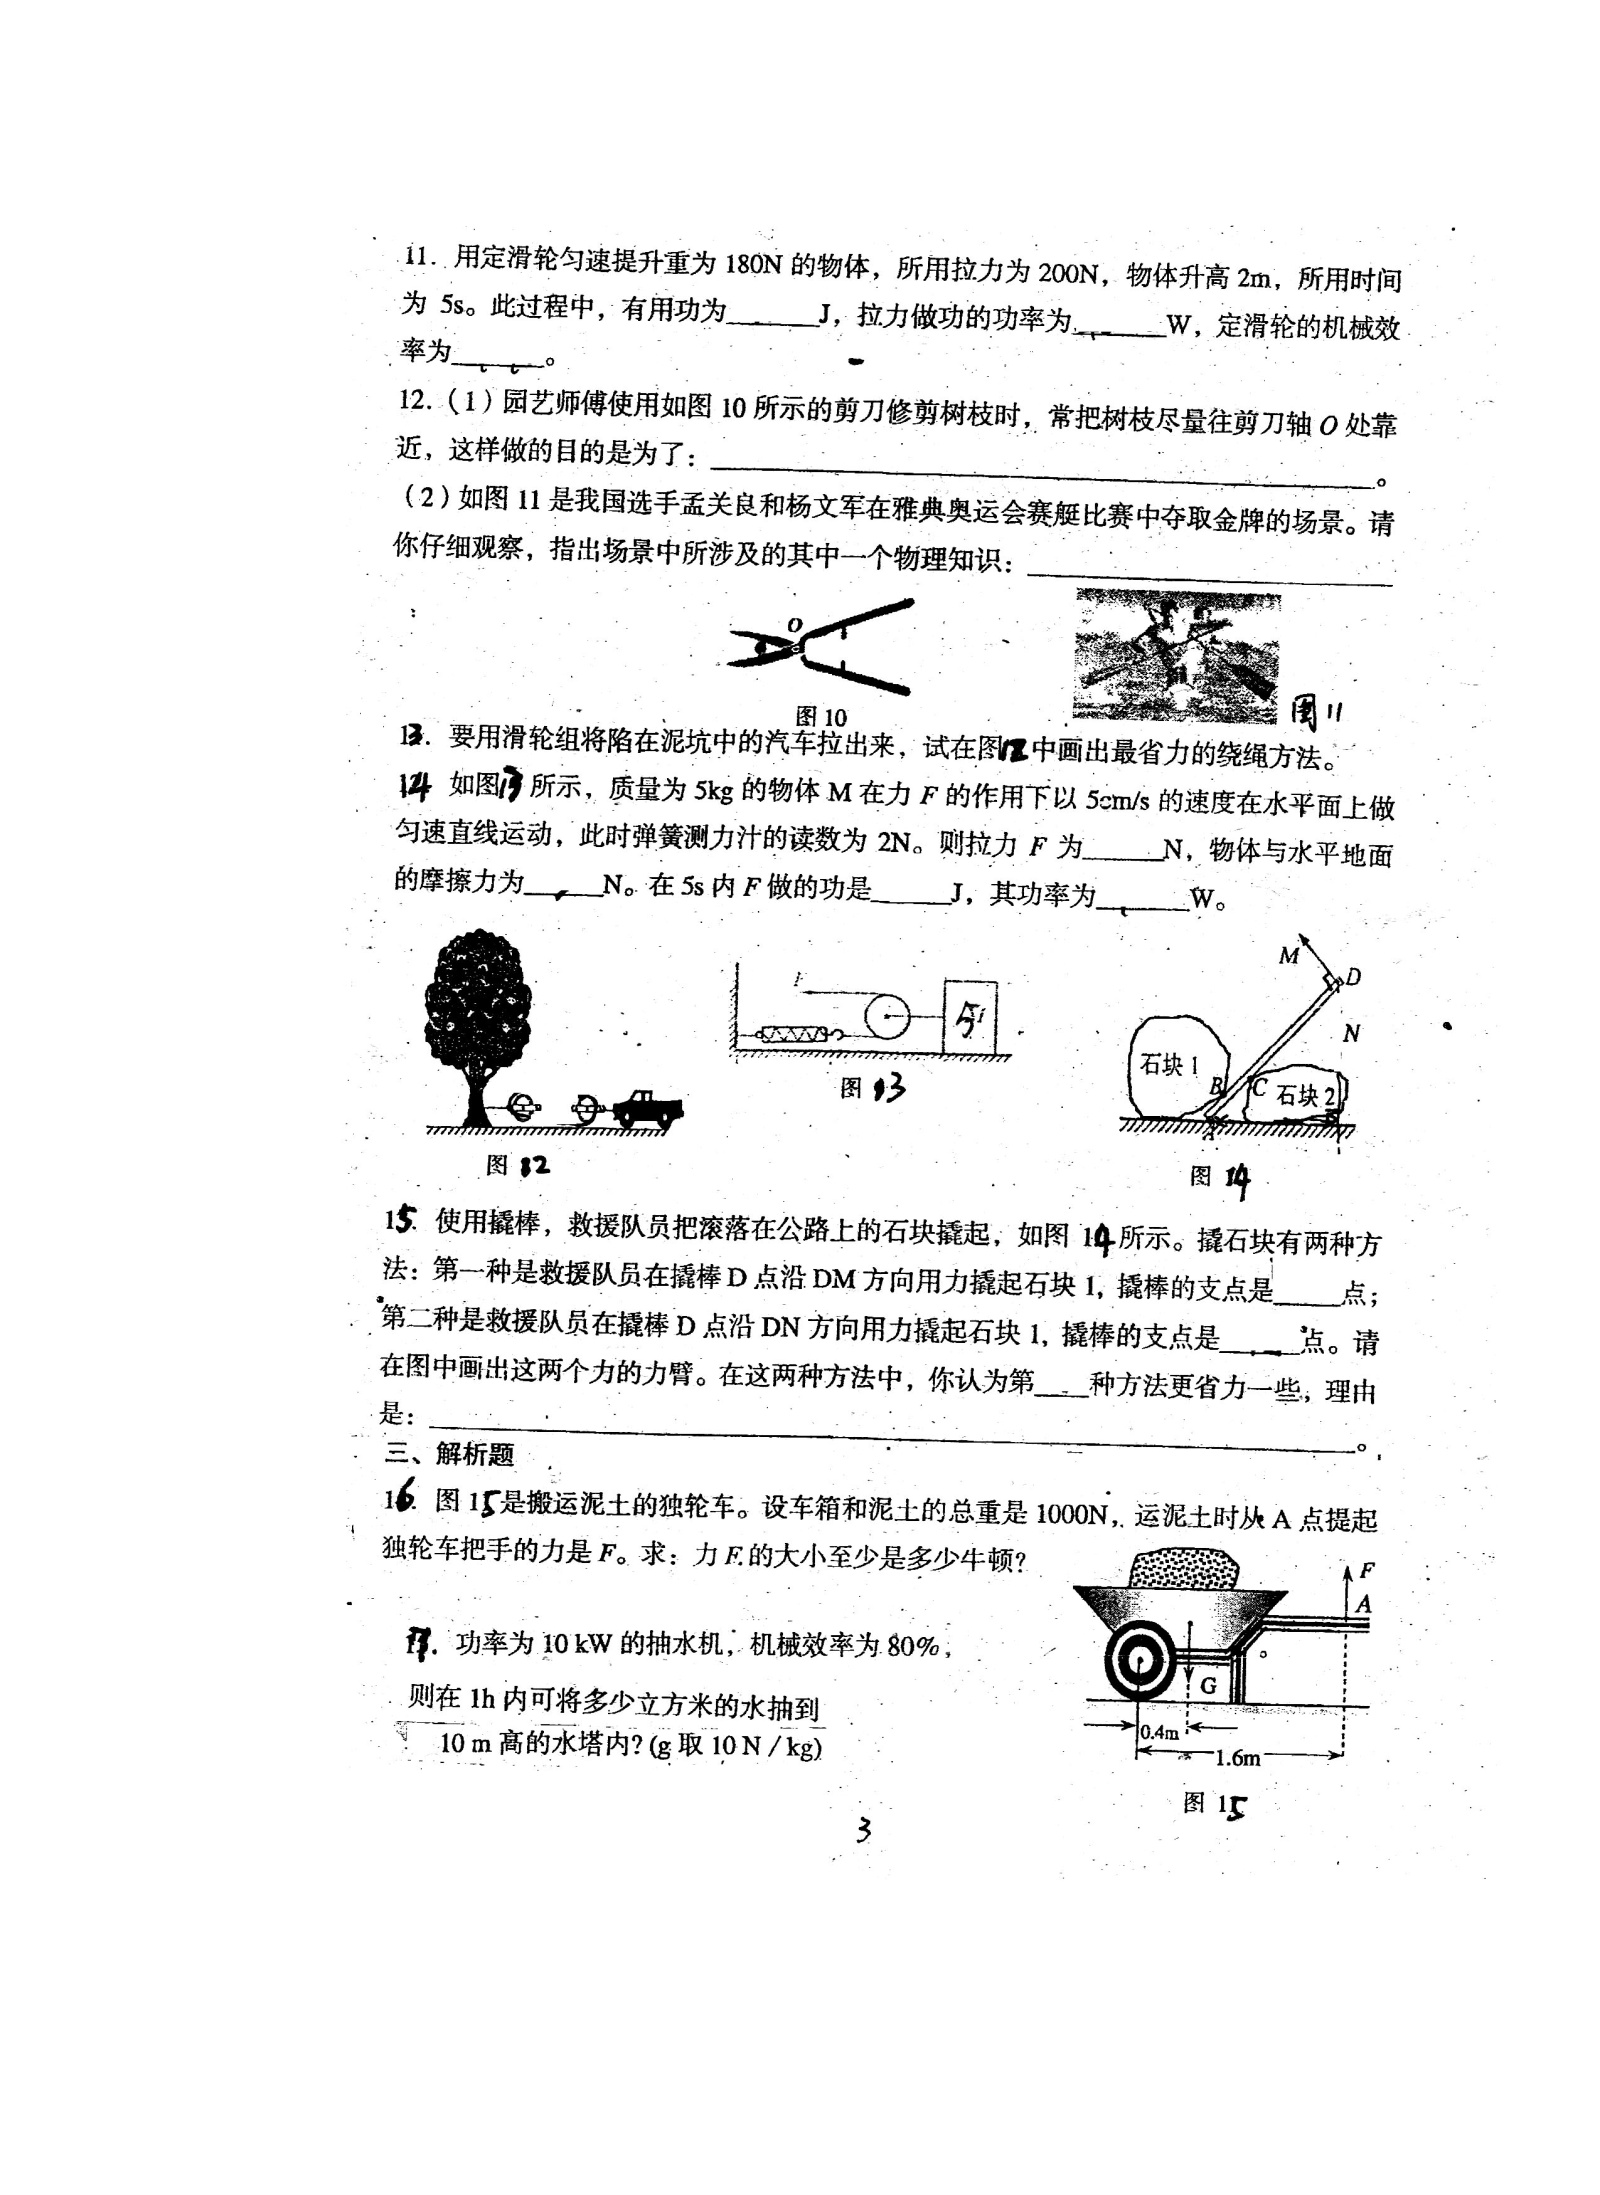 11. 用定滑轮匀速提升重为 180N 的物体，所用拉力为 200N，物体升高 2m，所用时间
为 5s。此过程中，有用功为______J，拉力做功的功率为______W，定滑轮的机械效
率为______。
12.（1）园艺师傅使用如图 10 所示的剪刀修剪树枝时，常把树枝尽量往剪刀轴 O 处靠
近，这样做的目的是为了：______。
（2）如图 11 是我国选手孟关良和杨文军在雅典奥运会赛艇比赛中夺取金牌的场景。请
你仔细观察，指出场景中所涉及的其中一个物理知识：______
O
图 10
图 11
13. 要用滑轮组将陷在泥坑中的汽车拉出来，试在图12中画出最省力的绕绳方法。
14 如图13所示，质量为 5kg 的物体 M 在力 F 的作用下以 5cm/s 的速度在水平面上做
匀速直线运动，此时弹簧测力计的读数为 2N。则拉力 F 为______N，物体与水平地面
的摩擦力为______N。在 5s 内 F 做的功是______J，其功率为______W。
M
D
N
石块 1
B
C
石块 2
A
图 13
图 12
图 14
15. 使用撬棒，救援队员把滚落在公路上的石块撬起，如图 14所示。撬石块有两种方
法：第一种是救援队员在撬棒 D 点沿 DM 方向用力撬起石块 1，撬棒的支点是____点；
第二种是救援队员在撬棒 D 点沿 DN 方向用力撬起石块 1，撬棒的支点是____点。请
在图中画出这两个力的力臂。在这两种方法中，你认为第____种方法更省力一些，理由
是：______。
三、解析题
16. 图 15是搬运泥土的独轮车。设车箱和泥土的总重是 1000N，运泥土时从 A 点提起
独轮车把手的力是 F。求：力 F 的大小至少是多少牛顿？
F
A
G
0.4m
1.6m
图 15
17. 功率为 10 kW 的抽水机，机械效率为 80%，
则在 1h 内可将多少立方米的水抽到
10 m 高的水塔内？(g 取 10 N / kg)
3